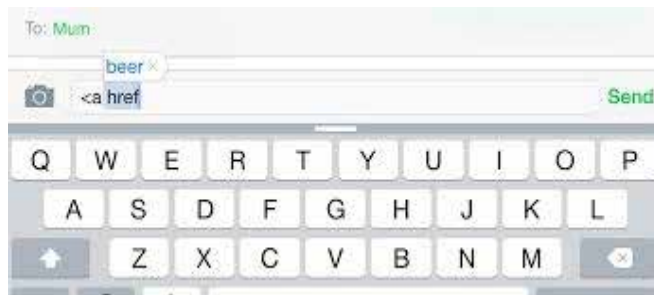 To: Mum
beer ×
<a href
Send
Q W E R T Y U I O P
A S D F G H J K L
Z X C V B N M